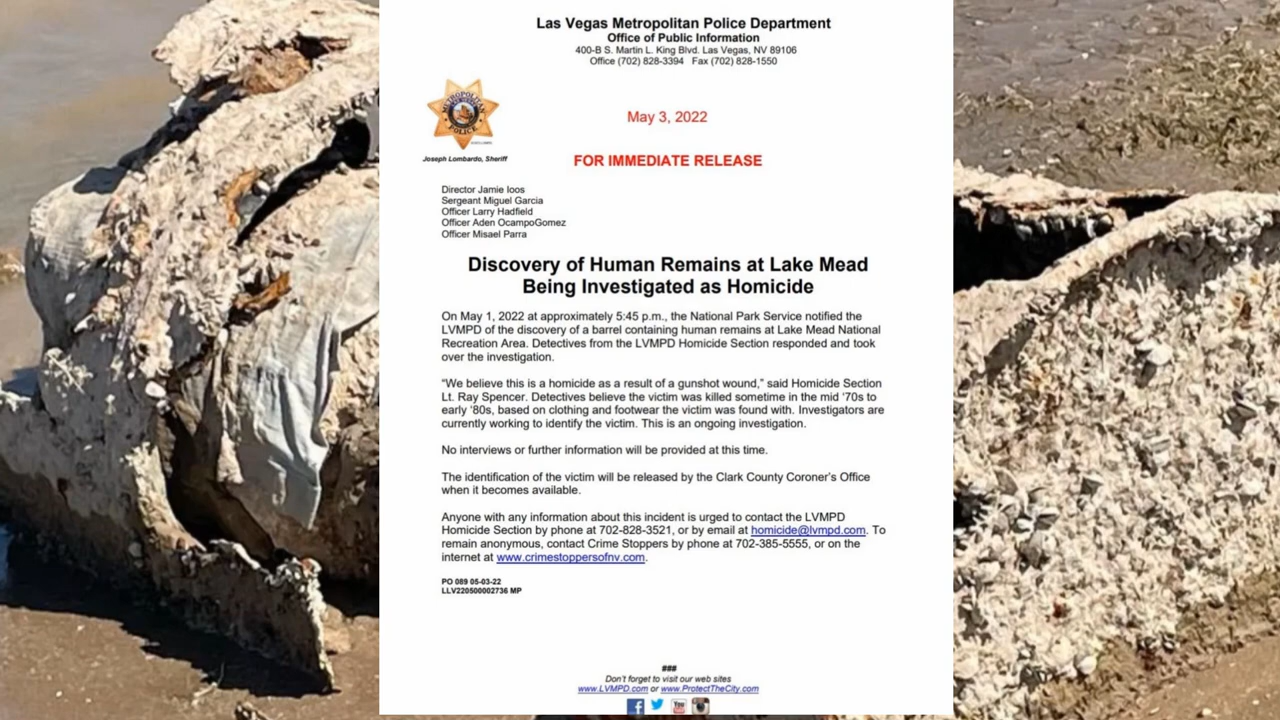 Las Vegas Metropolitan Police Department
Office of Public Information
400-B S. Martin L. King Blvd. Las Vegas, NV 89106
Office (702) 828-3394 Fax (702) 828-1550
METROPOLITAN
POLICE
Joseph Lombardo, Sheriff
May 3, 2022
FOR IMMEDIATE RELEASE
Director Jamie Ioos
Sergeant Miguel Garcia
Officer Larry Hadfield
Officer Aden OcampoGomez
Officer Misael Parra
Discovery of Human Remains at Lake Mead
Being Investigated as Homicide
On May 1, 2022 at approximately 5:45 p.m., the National Park Service notified the
LVMPD of the discovery of a barrel containing human remains at Lake Mead National
Recreation Area. Detectives from the LVMPD Homicide Section responded and took
over the investigation.
“We believe this is a homicide as a result of a gunshot wound,” said Homicide Section
Lt. Ray Spencer. Detectives believe the victim was killed sometime in the mid ‘70s to
early ‘80s, based on clothing and footwear the victim was found with. Investigators are
currently working to identify the victim. This is an ongoing investigation.
No interviews or further information will be provided at this time.
The identification of the victim will be released by the Clark County Coroner’s Office
when it becomes available.
Anyone with any information about this incident is urged to contact the LVMPD
Homicide Section by phone at 702-828-3521, or by email at homicide@lvmpd.com. To
remain anonymous, contact Crime Stoppers by phone at 702-385-5555, or on the
internet at www.crimestoppersofnv.com.
PO 089 05-03-22
LLV220500002736 MP
###
Don’t forget to visit our web sites
www.LVMPD.com or www.ProtectTheCity.com
You